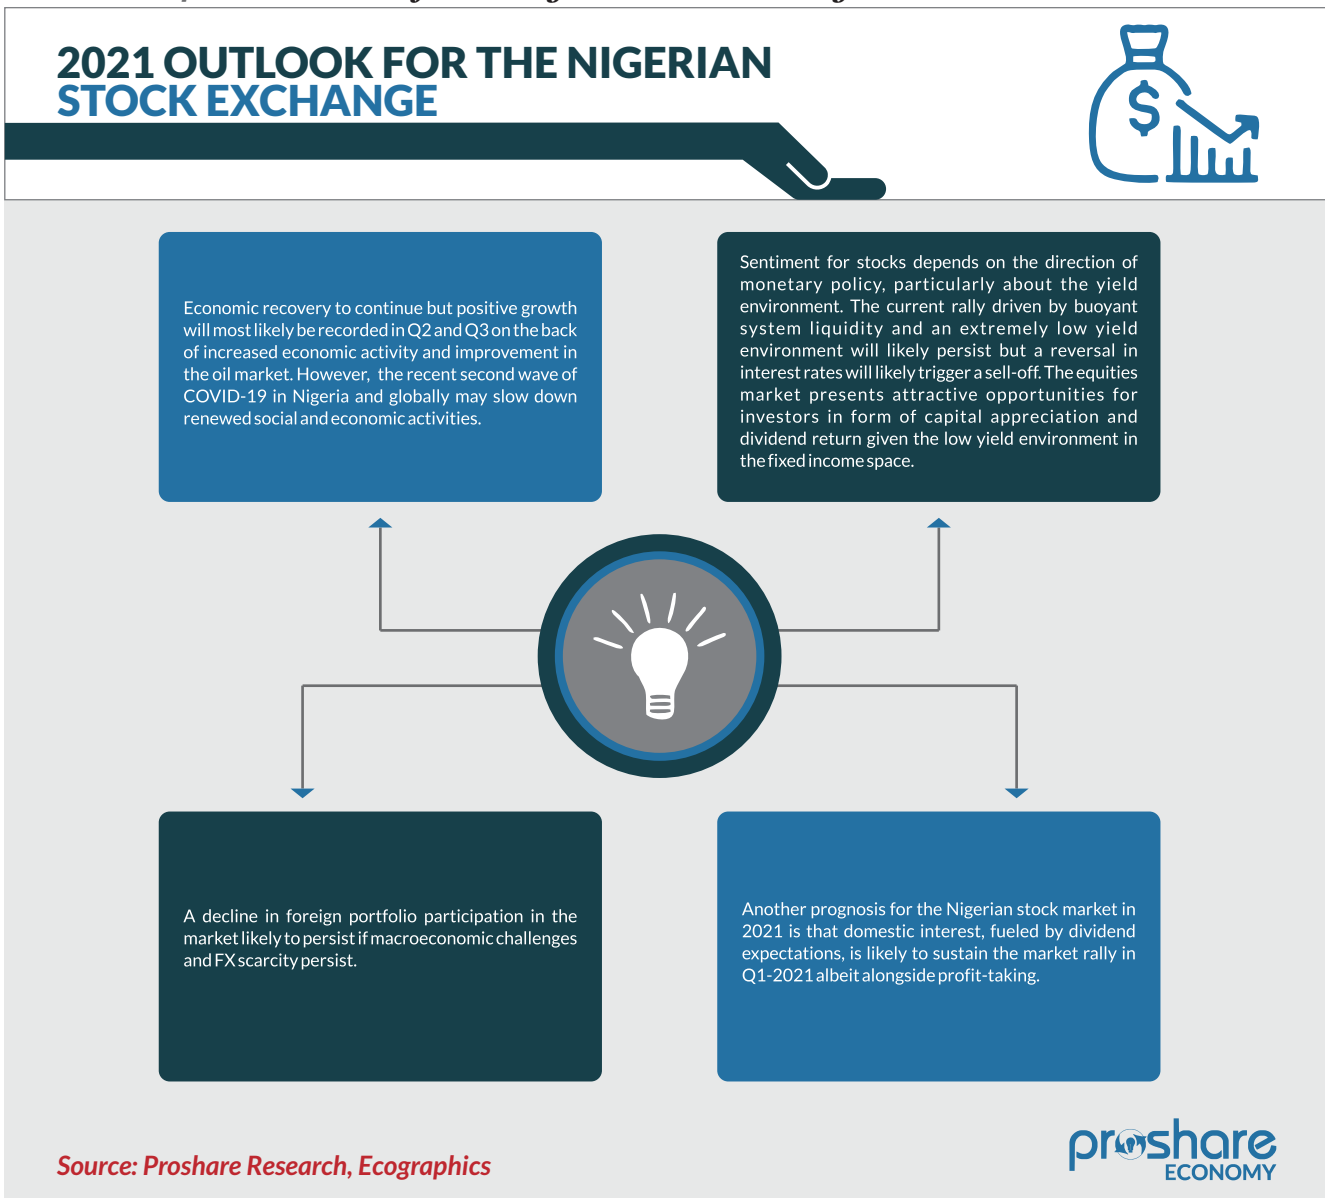 2021 OUTLOOK FOR THE NIGERIAN
STOCK EXCHANGE
$
Economic recovery to continue but positive growth
will most likely be recorded in Q2 and Q3 on the back
of increased economic activity and improvement in
the oil market. However, the recent second wave of
COVID-19 in Nigeria and globally may slow down
renewed social and economic activities.
Sentiment for stocks depends on the direction of
monetary policy, particularly about the yield
environment. The current rally driven by buoyant
system liquidity and an extremely low yield
environment will likely persist but a reversal in
interest rates will likely trigger a sell-off. The equities
market presents attractive opportunities for
investors in form of capital appreciation and
dividend return given the low yield environment in
the fixed income space.
A decline in foreign portfolio participation in the
market likely to persist if macroeconomic challenges
and FX scarcity persist.
Another prognosis for the Nigerian stock market in
2021 is that domestic interest, fueled by dividend
expectations, is likely to sustain the market rally in
Q1-2021 albeit alongside profit-taking.
Source: Proshare Research, Ecographics
proshare
ECONOMY